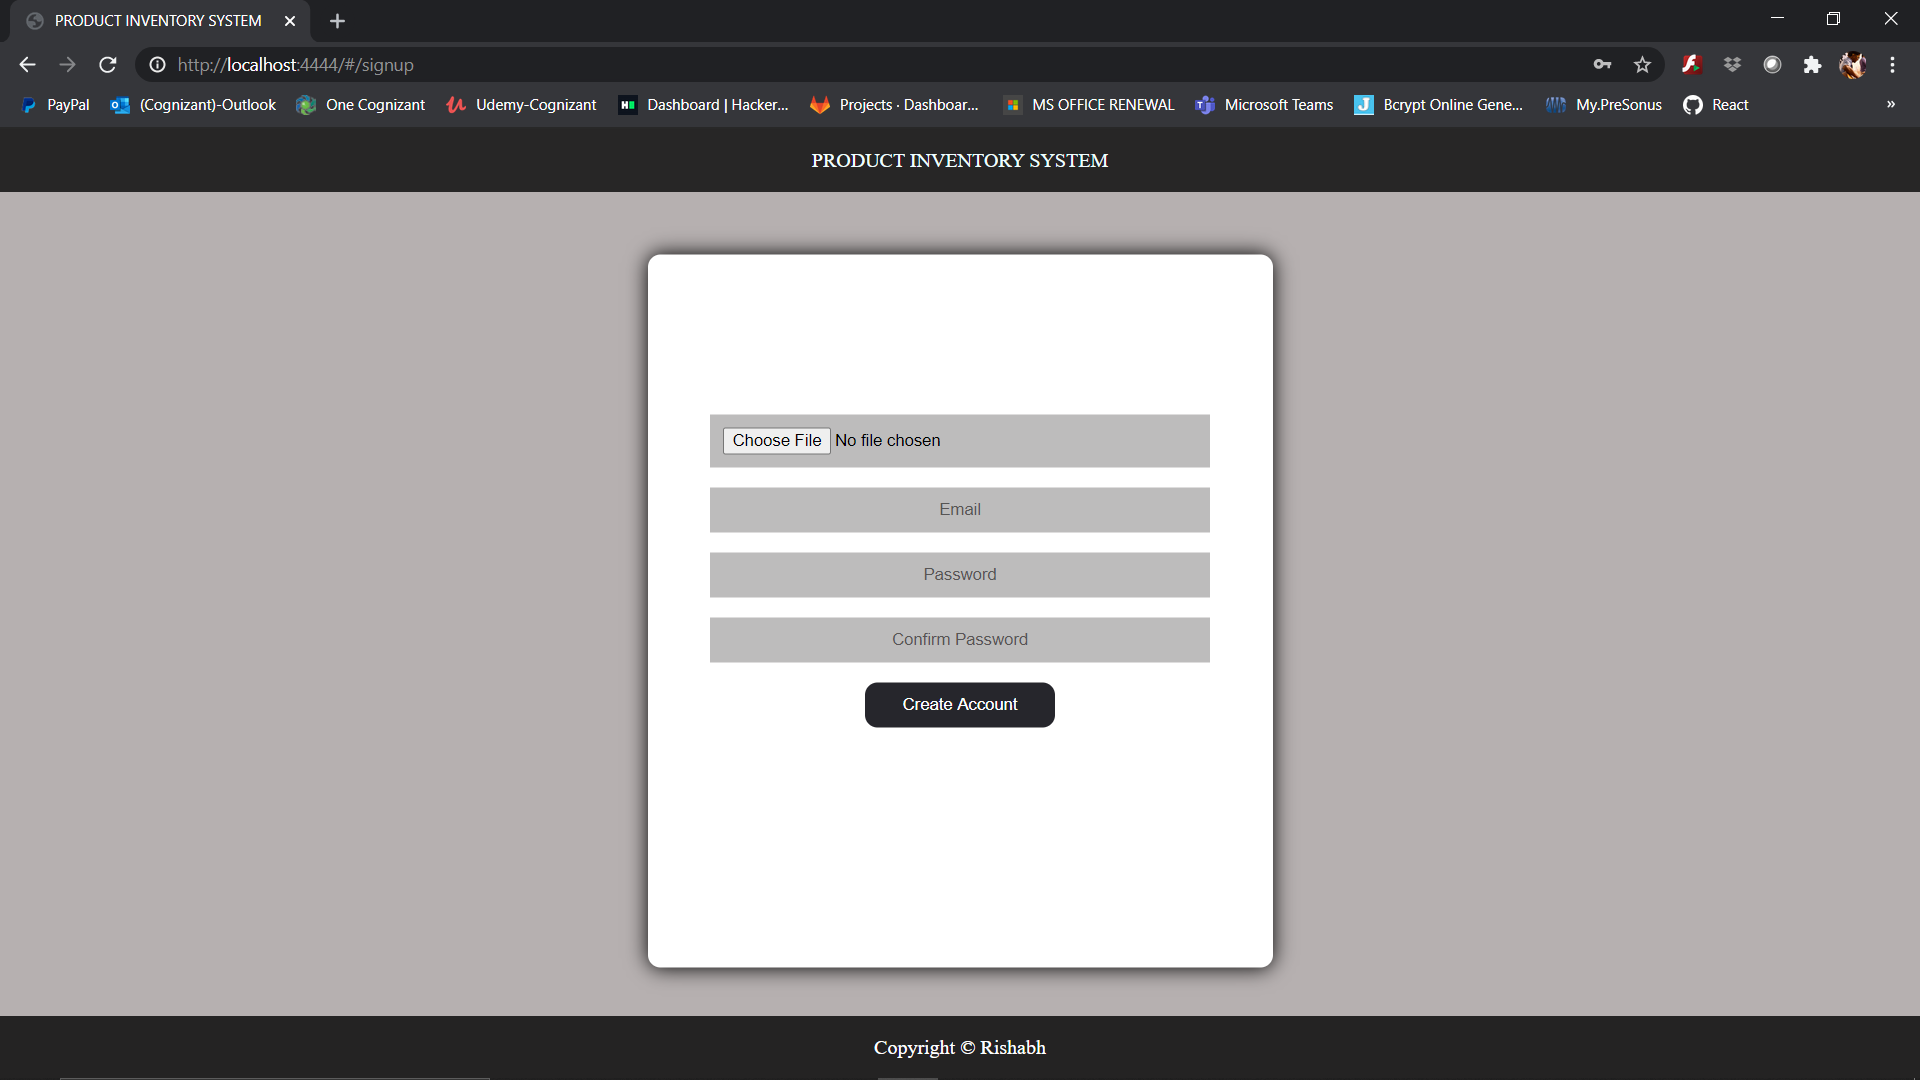 PRODUCT INVENTORY SYSTEM
http://localhost:4444/#/signup
PayPal (Cognizant)-Outlook One Cognizant Udemy-Cognizant Dashboard | Hacker... Projects · Dashboar... MS OFFICE RENEWAL Microsoft Teams Bcrypt Online Gene... My.PreSonus React »
PRODUCT INVENTORY SYSTEM
Choose File No file chosen
Email
Password
Confirm Password
Create Account
Copyright © Rishabh